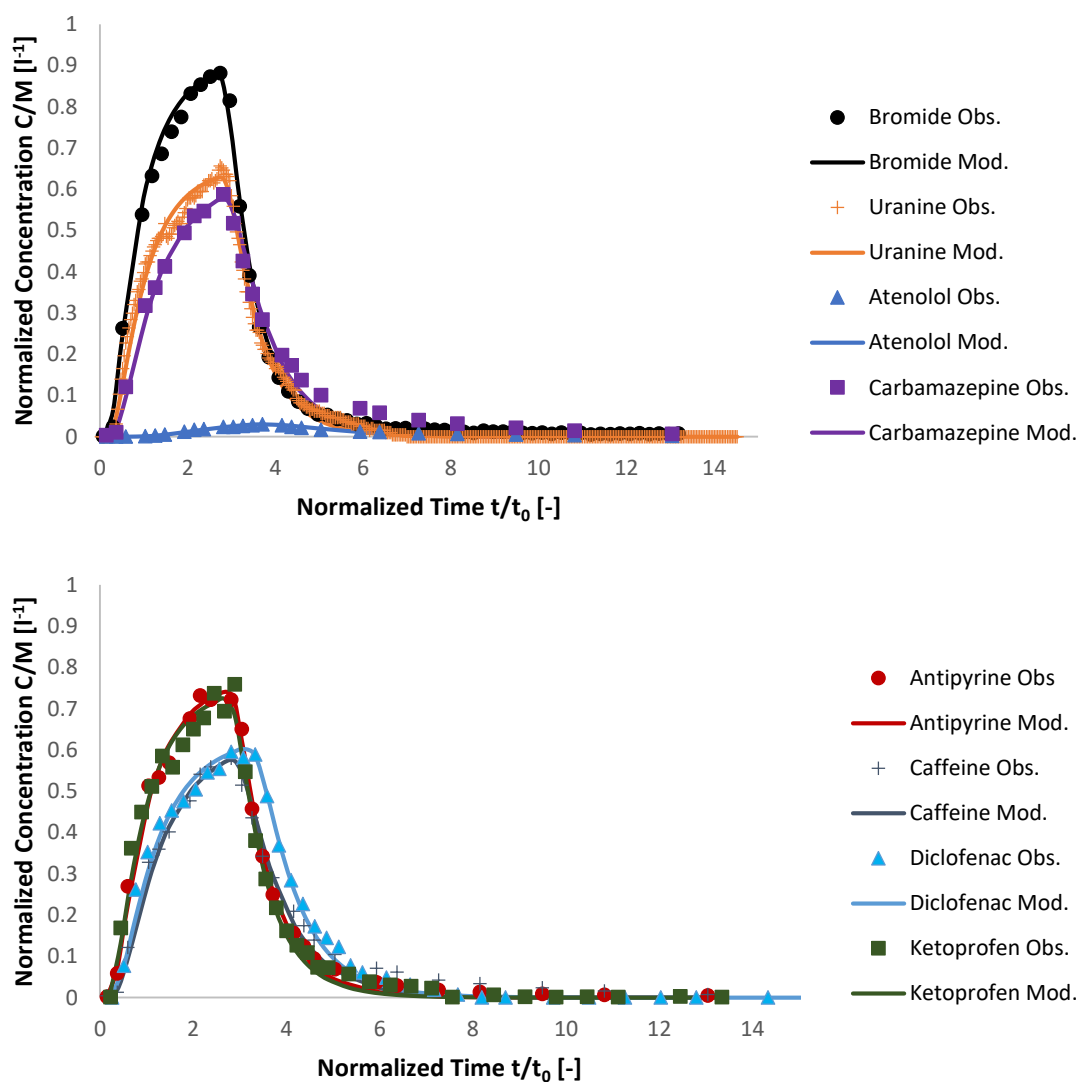 Normalized Concentration C/M [l⁻¹]
1
0.9
0.8
0.7
0.6
0.5
0.4
0.3
0.2
0.1
0
0 2 4 6 8 10 12 14
Normalized Time t/t₀ [-]
Bromide Obs.
Bromide Mod.
Uranine Obs.
Uranine Mod.
Atenolol Obs.
Atenolol Mod.
Carbamazepine Obs.
Carbamazepine Mod.
Normalized Concentration C/M [l⁻¹]
1
0.9
0.8
0.7
0.6
0.5
0.4
0.3
0.2
0.1
0
0 2 4 6 8 10 12 14
Normalized Time t/t₀ [-]
Antipyrine Obs
Antipyrine Mod.
Caffeine Obs.
Caffeine Mod.
Diclofenac Obs.
Diclofenac Mod.
Ketoprofen Obs.
Ketoprofen Mod.